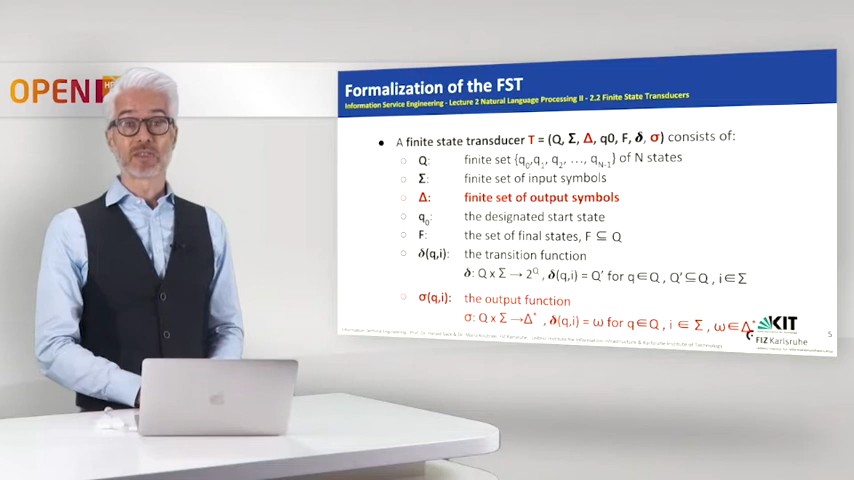 OPEN HPI
Formalization of the FST
Information Service Engineering - Lecture 2 Natural Language Processing II - 2.2 Finite State Transducers
● A finite state transducer T = (Q, Σ, Δ, q0, F, δ, σ) consists of:
○ Q: finite set {q₀,q₁, q₂, …, q_N-1} of N states
○ Σ: finite set of input symbols
○ Δ: finite set of output symbols
○ q₀: the designated start state
○ F: the set of final states, F ⊆ Q
○ δ(q,i): the transition function
δ: Q x Σ → 2^Q , δ(q,i) = Q’ for q∈Q, Q’⊆Q, i∈Σ
○ σ(q,i): the output function
σ: Q x Σ →Δ* , δ(q,i) = ω for q∈Q, i ∈ Σ , ω∈Δ*
KIT
FIZ Karlsruhe
5